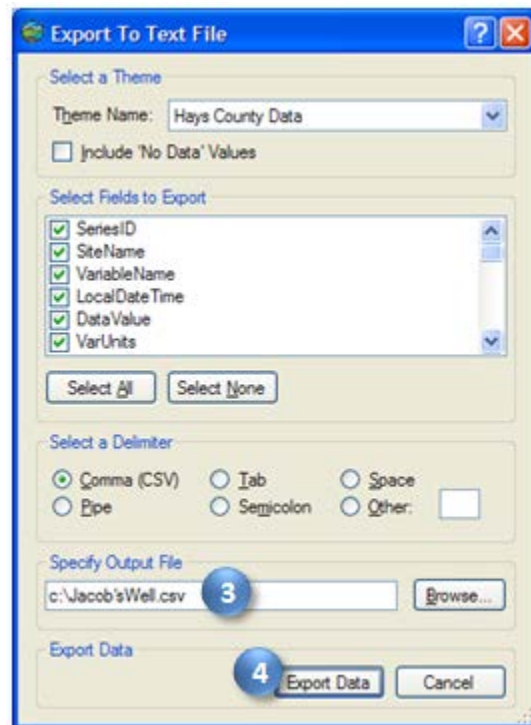 Export To Text File
Select a Theme
Theme Name: Hays County Data
Include 'No Data' Values
Select Fields to Export
SeriesID
SiteName
VariableName
LocalDateTime
DataValue
VarUnits
Select All Select None
Select a Delimiter
Comma (CSV) Tab Space
Pipe Semicolon Other:
Specify Output File
c:\Jacob'sWell.csv 3 Browse...
Export Data
4 Export Data Cancel